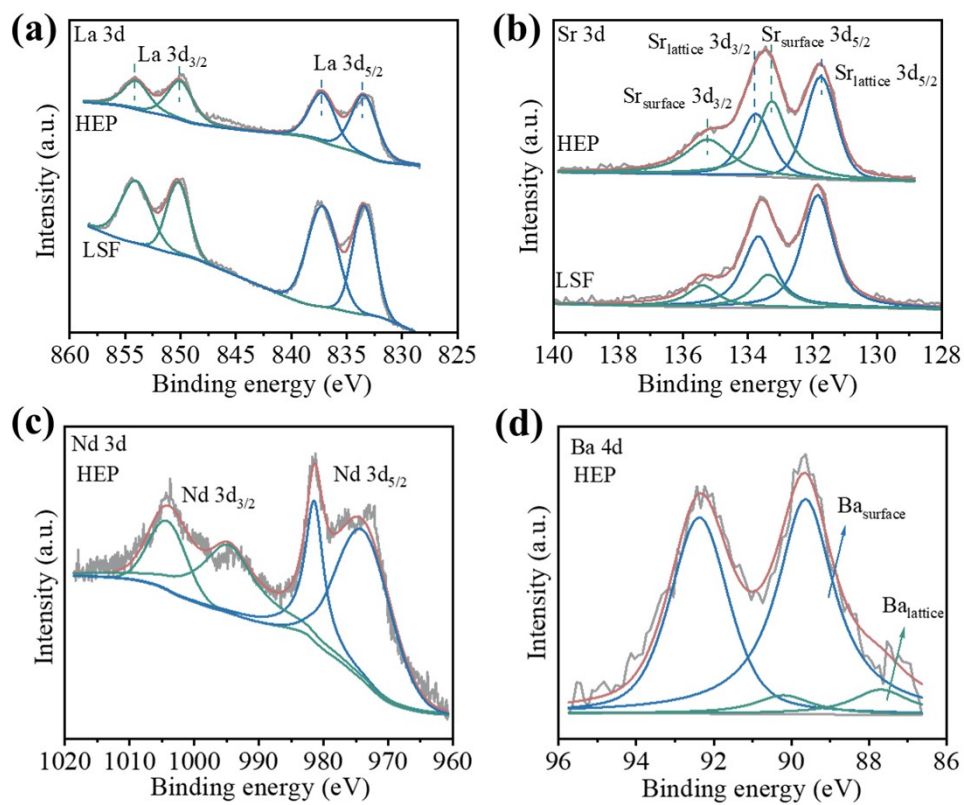 (a)
La 3d
La 3d3/2
La 3d5/2
HEP
LSF
Intensity (a.u.)
860 855 850 845 840 835 830 825
Binding energy (eV)
(b)
Sr 3d
Srlattice 3d3/2
Srsurface 3d5/2
Srsurface 3d3/2
Srlattice 3d5/2
HEP
LSF
Intensity (a.u.)
140 138 136 134 132 130 128
Binding energy (eV)
(c)
Nd 3d
HEP
Nd 3d3/2
Nd 3d5/2
Intensity (a.u.)
1020 1010 1000 990 980 970 960
Binding energy (eV)
(d)
Ba 4d
HEP
Basurface
Balattice
Intensity (a.u.)
96 94 92 90 88 86
Binding energy (eV)